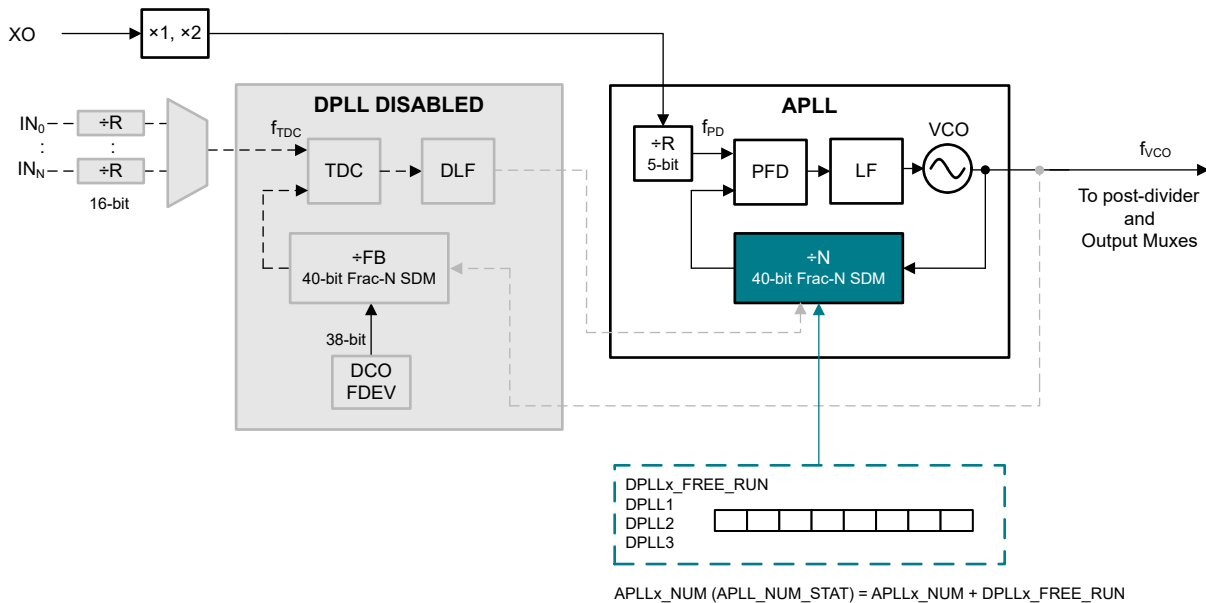 XO
×1, ×2
DPLL DISABLED
APLL
IN0
÷R
:
:
INN
÷R
16-bit
fTDC
TDC
DLF
÷FB
40-bit Frac-N SDM
38-bit
DCO
FDEV
÷R
5-bit
fPD
PFD
LF
VCO
÷N
40-bit Frac-N SDM
fVCO
To post-divider
and
Output Muxes
DPLLx_FREE_RUN
DPLL1
DPLL2
DPLL3
APLLx_NUM (APLL_NUM_STAT) = APLLx_NUM + DPLLx_FREE_RUN